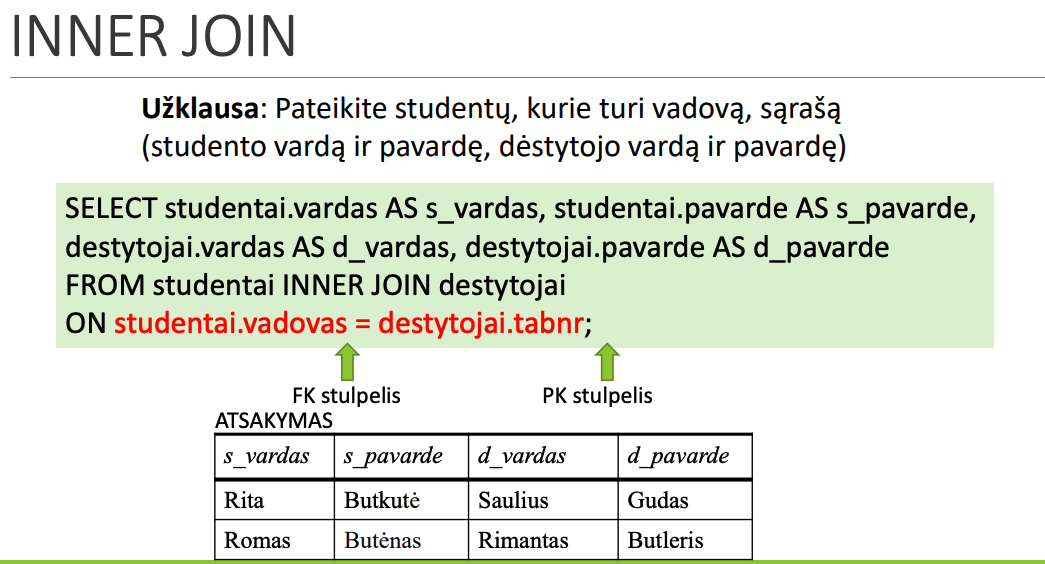 INNER JOIN
Užklausa: Pateikite studentų, kurie turi vadovą, sąrašą
(studento vardą ir pavardę, dėstytojo vardą ir pavardę)
SELECT studentai.vardas AS s_vardas, studentai.pavarde AS s_pavarde,
destytojai.vardas AS d_vardas, destytojai.pavarde AS d_pavarde
FROM studentai INNER JOIN destytojai
ON studentai.vadovas = destytojai.tabnr;
FK stulpelis PK stulpelis
ATSAKYMAS
s_vardas s_pavarde d_vardas d_pavarde
Rita Butkutė Saulius Gudas
Romas Butėnas Rimantas Butleris